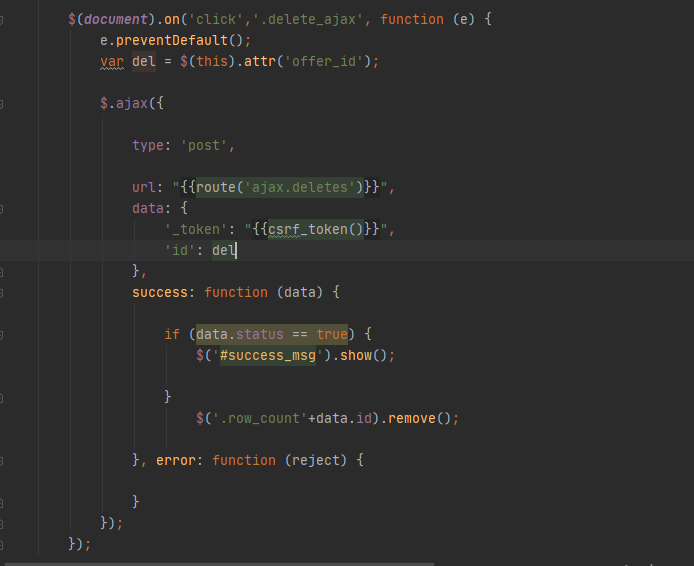 $(document).on('click','.delete_ajax', function (e) {
e.preventDefault();
var del = $(this).attr('offer_id');
$.ajax({
type: 'post',
url: "{{route('ajax.deletes')}}",
data: {
'_token': "{{csrf_token()}}",
'id': del
},
success: function (data) {
if (data.status == true) {
$('#success_msg').show();
}
$('.row_count'+data.id).remove();
}, error: function (reject) {
}
});
});